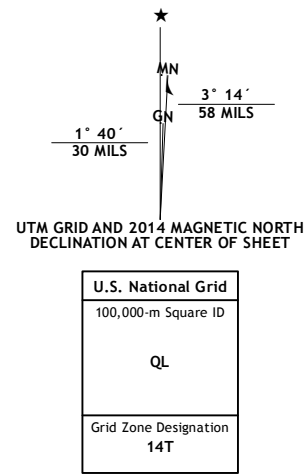 ★
MN
GN
3° 14´
58 MILS
1° 40´
30 MILS
UTM GRID AND 2014 MAGNETIC NORTH
DECLINATION AT CENTER OF SHEET
U.S. National Grid
100,000-m Square ID
QL
Grid Zone Designation
14T